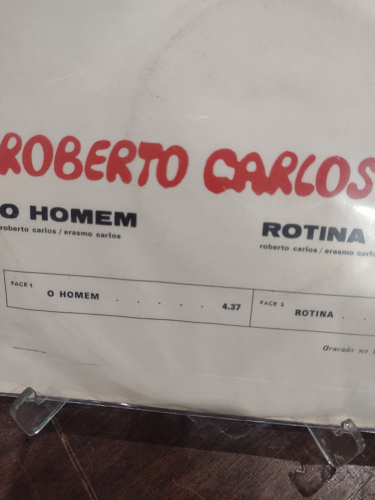 ROBERTO CARLOS
O HOMEM
roberto carlos / erasmo carlos
ROTINA
roberto carlos / erasmo carlos
FACE 1
O HOMEM . . . . . 4.37
FACE 2
ROTINA . .
Gravado no